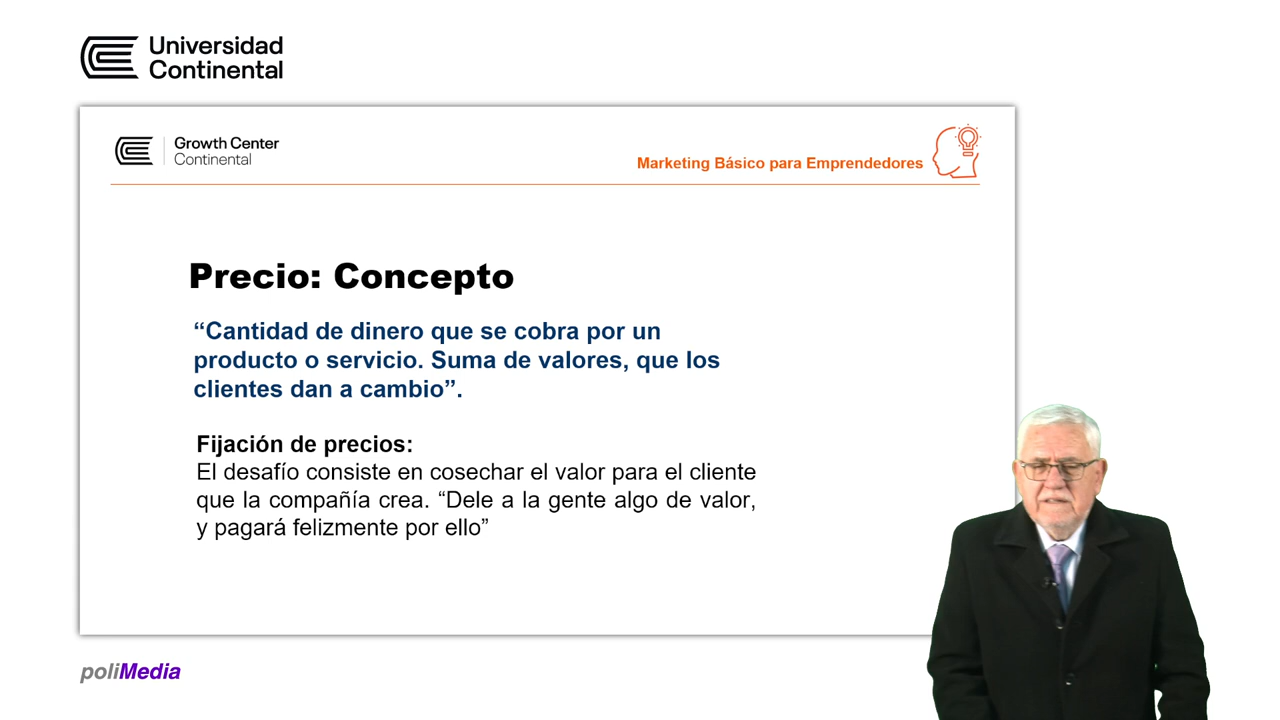 Universidad
Continental
Growth Center
Continental
Marketing Básico para Emprendedores
Precio: Concepto
“Cantidad de dinero que se cobra por un
producto o servicio. Suma de valores, que los
clientes dan a cambio”.
Fijación de precios:
El desafío consiste en cosechar el valor para el cliente
que la compañía crea. “Dele a la gente algo de valor,
y pagará felizmente por ello”
poliMedia